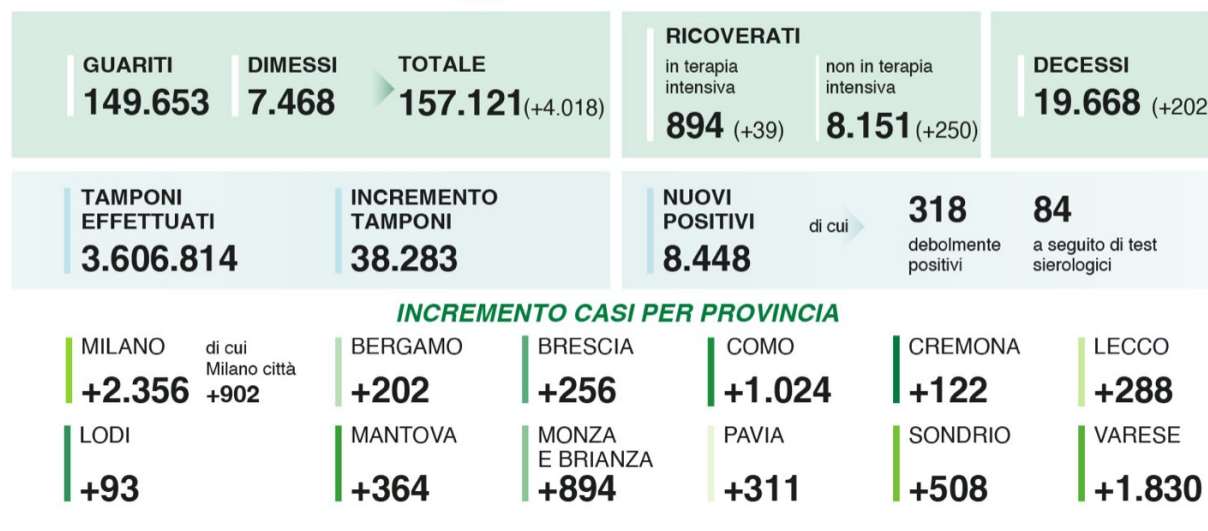 GUARITI
149.653
DIMESSI
7.468
TOTALE
157.121(+4.018)
RICOVERATI
in terapia
intensiva
894 (+39)
non in terapia
intensiva
8.151(+250)
DECESSI
19.668 (+202
TAMPONI
EFFETTUATI
3.606.814
INCREMENTO
TAMPONI
38.283
NUOVI
POSITIVI
8.448
di cui
318
debolmente
positivi
84
a seguito di test
sierologici
INCREMENTO CASI PER PROVINCIA
MILANO
+2.356
di cui
Milano città
+902
BERGAMO
+202
BRESCIA
+256
COMO
+1.024
CREMONA
+122
LECCO
+288
LODI
+93
MANTOVA
+364
MONZA
E BRIANZA
+894
PAVIA
+311
SONDRIO
+508
VARESE
+1.830